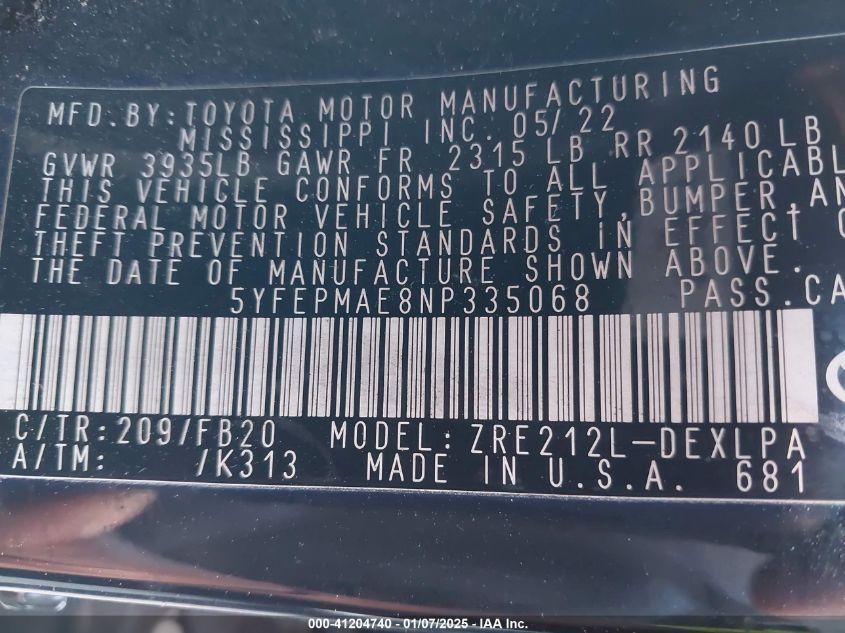 MFD.BY:TOYOTA MOTOR MANUFACTURING
MISSISSIPPI INC. 05/22
GVWR 3935LB GAWR FR 2315 LB RR 2140 LB
THIS VEHICLE CONFORMS TO ALL APPLICABL
FEDERAL MOTOR VEHICLE SAFETY,BUMPER,AN
THEFT PREVENTION STANDARDS IN EFFECT O
THE DATE OF MANUFACTURE SHOWN ABOVE.
5YFEPMAE8NP335068 PASS.CA
C/TR:209/FB20 MODEL:ZRE212L-DEXLPA
A/TM: /K313 MADE IN U.S.A. 681
000-41204740 - 01/07/2025 - IAA Inc.